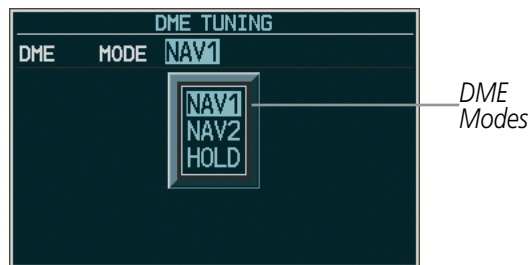 DME TUNING
DME MODE NAV1
NAV1
NAV2
HOLD
DME
Modes